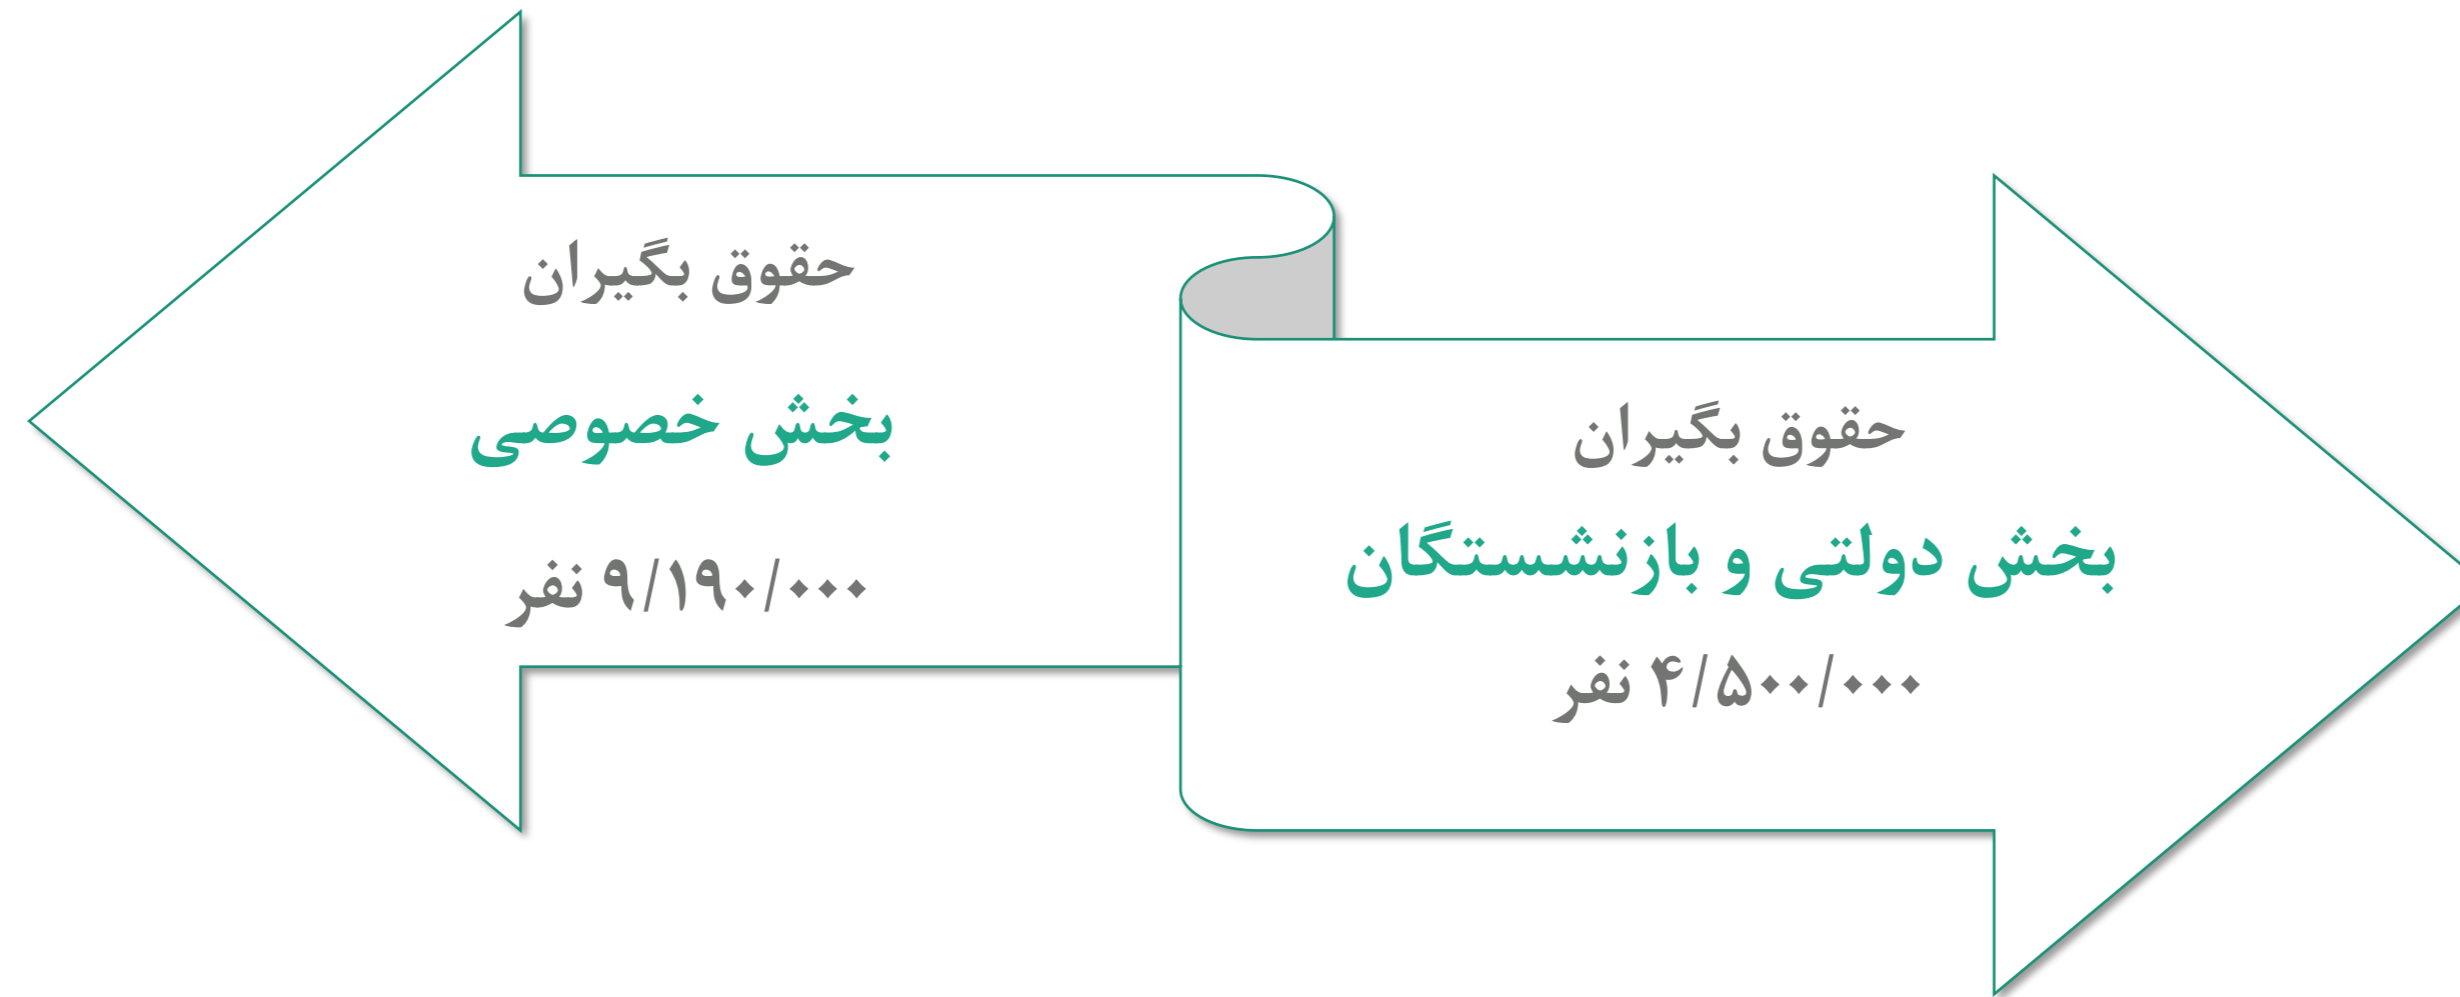 حقوق بگیران
بخش دولتی و بازنشستگان
۴/۵۰۰/۰۰۰ نفر
حقوق بگیران
بخش خصوصی
۹/۱۹۰/۰۰۰ نفر